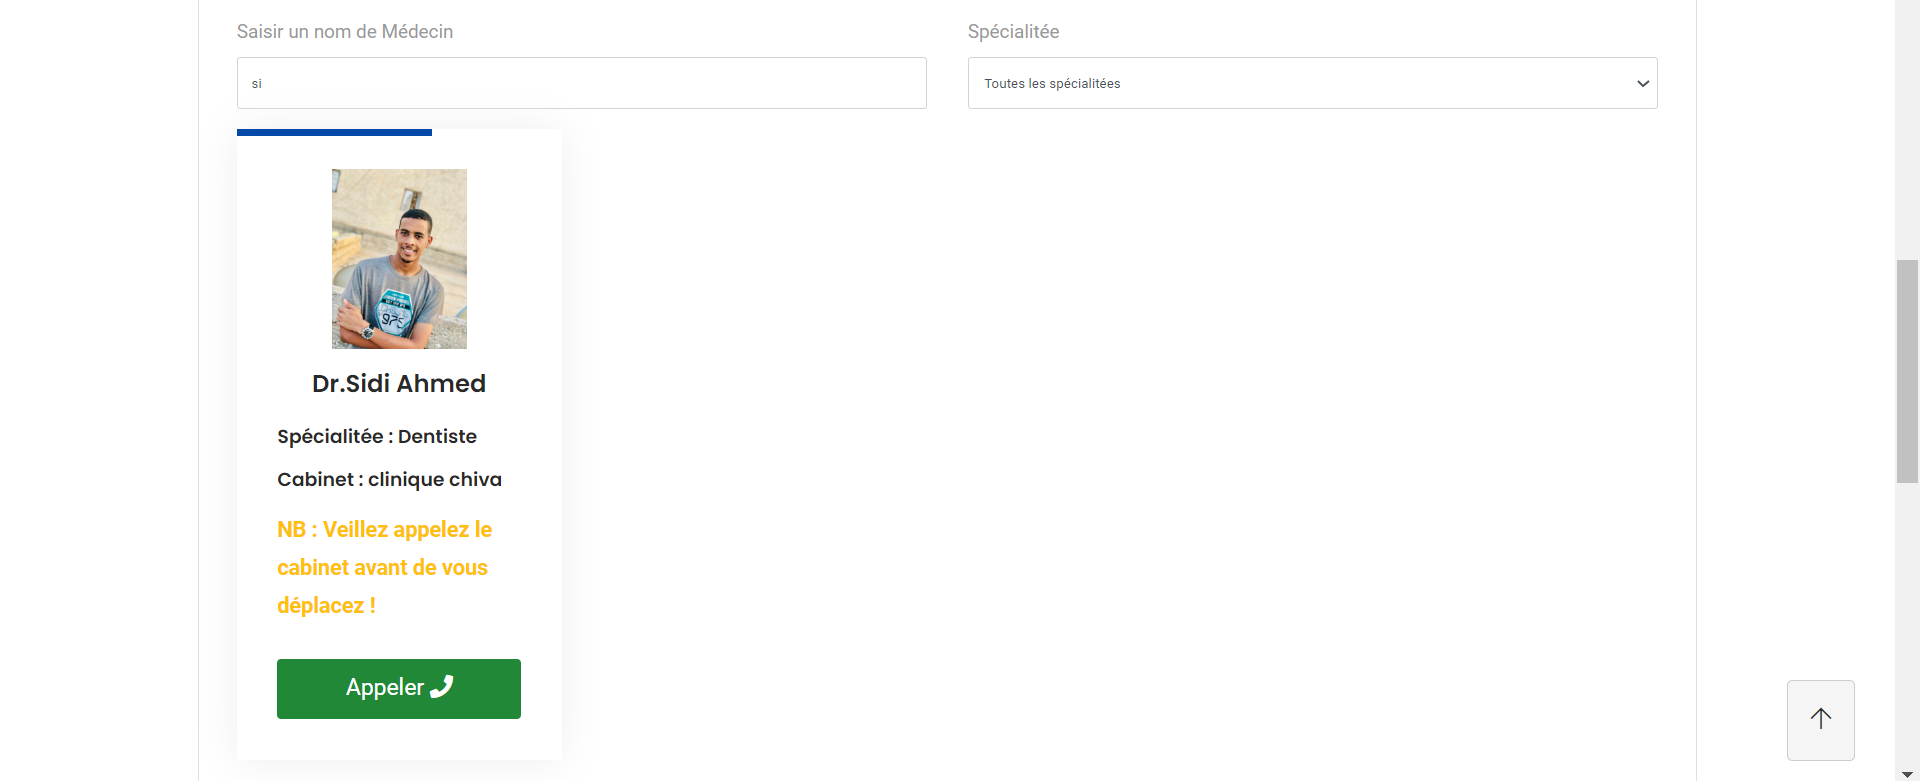 Saisir un nom de Médecin
Spécialitée
si
Toutes les spécialitées
975
Dr.Sidi Ahmed
Spécialitée : Dentiste
Cabinet : clinique chiva
NB : Veillez appelez le
cabinet avant de vous
déplacez !
Appeler